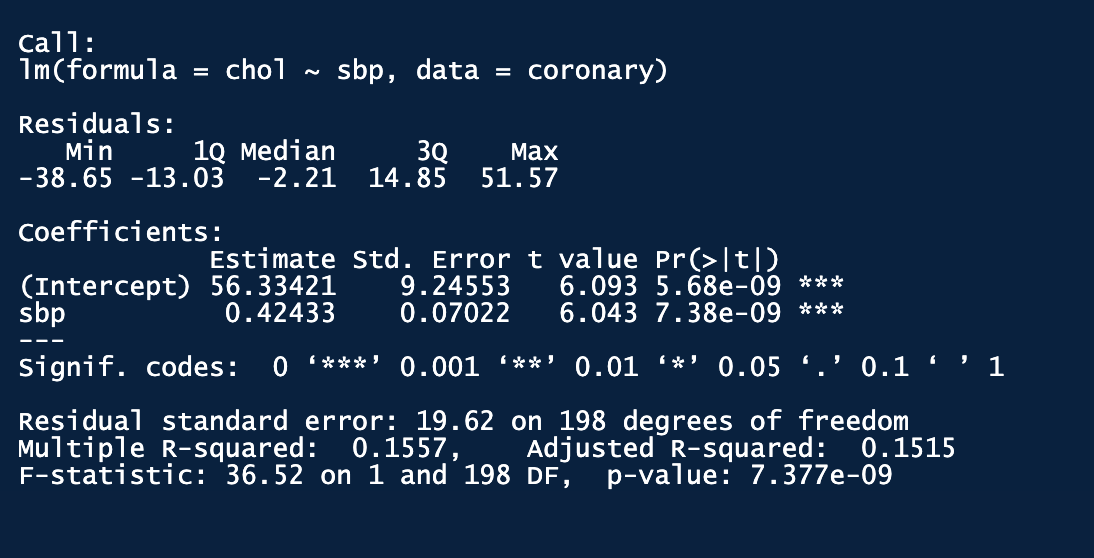 Call:
lm(formula = chol ~ sbp, data = coronary)
Residuals:
Min 1Q Median 3Q Max
-38.65 -13.03 -2.21 14.85 51.57
Coefficients:
Estimate Std. Error t value Pr(>|t|)
(Intercept) 56.33421 9.24553 6.093 5.68e-09 ***
sbp 0.42433 0.07022 6.043 7.38e-09 ***
---
Signif. codes: 0 ‘***’ 0.001 ‘**’ 0.01 ‘*’ 0.05 ‘.’ 0.1 ‘ ’ 1
Residual standard error: 19.62 on 198 degrees of freedom
Multiple R-squared: 0.1557, Adjusted R-squared: 0.1515
F-statistic: 36.52 on 1 and 198 DF, p-value: 7.377e-09